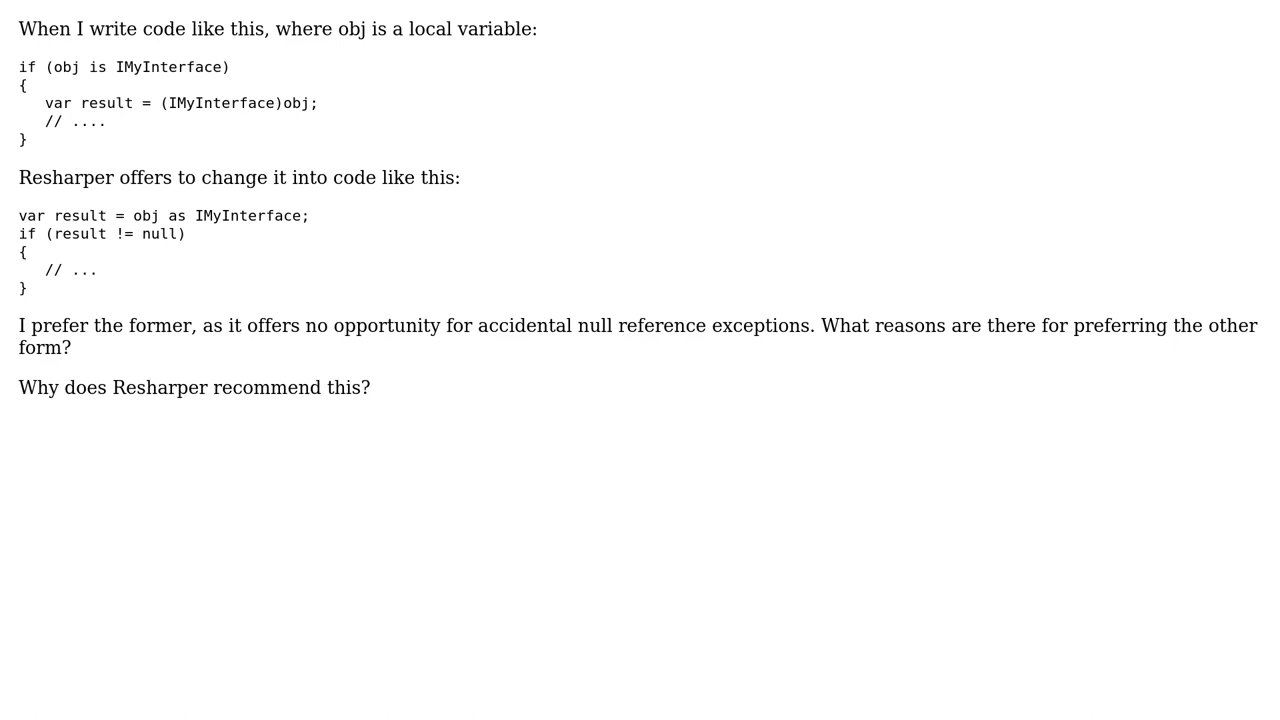 When I write code like this, where obj is a local variable:
if (obj is IMyInterface)
{
   var result = (IMyInterface)obj;
   // ....
}
Resharper offers to change it into code like this:
var result = obj as IMyInterface;
if (result != null)
{
   // ...
}
I prefer the former, as it offers no opportunity for accidental null reference exceptions. What reasons are there for preferring the other
form?
Why does Resharper recommend this?